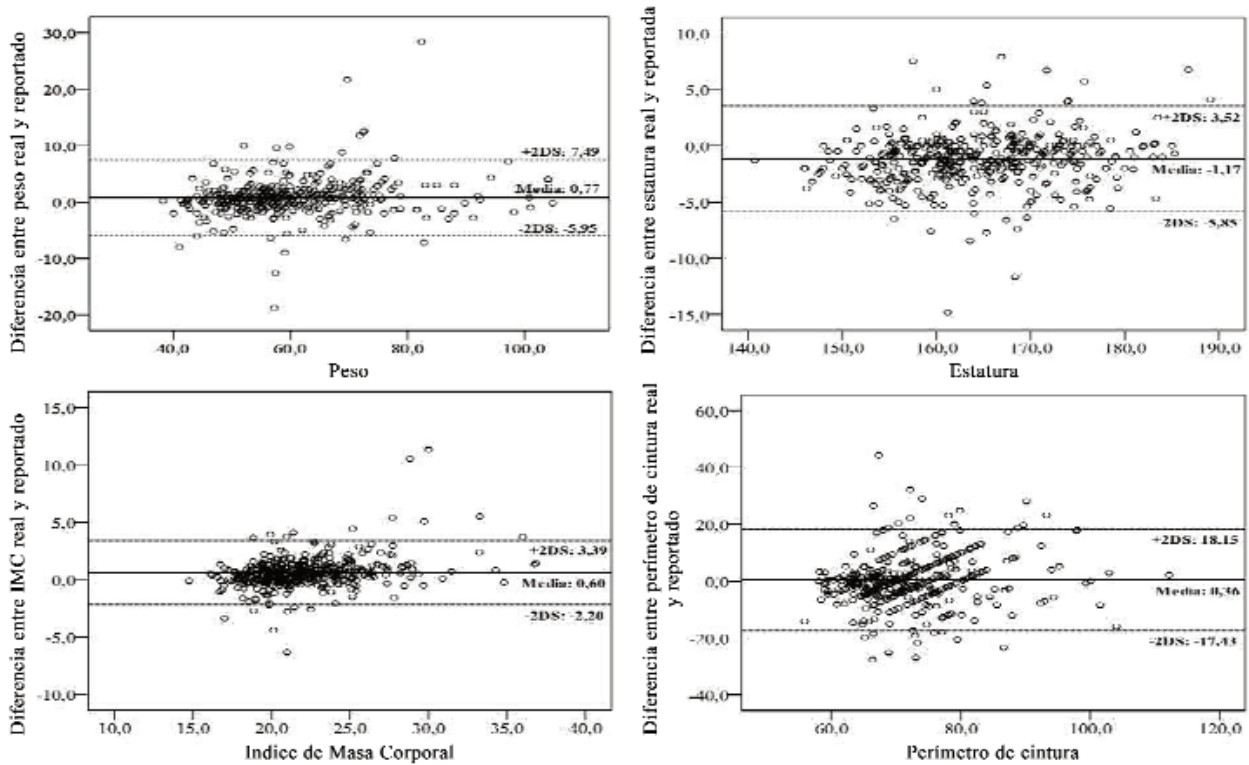 Diferencia entre peso real y reportado
30,0
20,0
10,0
0,0
-10,0
-20,0
+2DS: 7,49
Media: 0,77
-2DS: -5,95
40,0 60,0 80,0 100,0
Peso
Diferencia entre estatura real y reportada
10,0
5,0
0,0
-5,0
-10,0
-15,0
+2DS: 3,52
Media: -1,17
-2DS: -5,85
140,0 150,0 160,0 170,0 180,0 190,0
Estatura
Diferencia entre IMC real y reportado
15,0
10,0
5,0
0,0
-5,0
-10,0
+2DS: 3,39
Media: 0,60
-2DS: -2,20
10,0 15,0 20,0 25,0 30,0 35,0 40,0
Indice de Masa Corporal
Diferencia entre perímetro de cintura real
y reportado
60,0
40,0
20,0
0,0
-20,0
-40,0
+2DS: 18,15
Media: 0,36
-2DS: -17,43
60,0 80,0 100,0 120,0
Perímetro de cintura